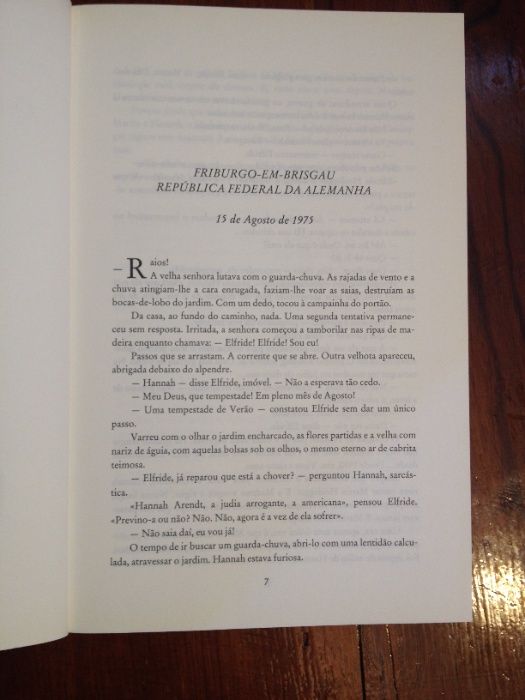 FRIBURGO-EM-BRISGAU
REPÚBLICA FEDERAL DA ALEMANHA
15 de Agosto de 1975
— Raios!
A velha senhora lutava com o guarda-chuva. As rajadas de vento e a
chuva atingiam-lhe a cara enrugada, faziam-lhe voar as saias, destruíam as
bocas-de-lobo do jardim. Com um dedo, tocou à campainha do portão.
Da casa, ao fundo do caminho, nada. Uma segunda tentativa permane-
ceu sem resposta. Irritada, a senhora começou a tamborilar nas ripas de ma-
deira enquanto chamava: — Elfride! Elfride! Sou eu!
Passos que se arrastam. A corrente que se abre. Outra velhota apareceu,
abrigada debaixo do alpendre.
— Hannah — disse Elfride, imóvel. — Não a esperava tão cedo.
— Meu Deus, que tempestade! Em pleno mês de Agosto!
— Uma tempestade de Verão — constatou Elfride sem dar um único
passo.
Varreu com o olhar o jardim encharcado, as flores partidas e a velha com
nariz de águia, com aquelas bolsas sob os olhos, o mesmo eterno ar de cabrita
teimosa.
— Elfride, já reparou que está a chover? — perguntou Hannah, sarcás-
tica.
«Hannah Arendt, a judia arrogante, a americana», pensou Elfride.
«Previno-a ou não? Não. Não, agora é a vez de ela sofrer».
— Não saia daí, eu vou já!
O tempo de ir buscar um guarda-chuva, abri-lo com uma lentidão calcu-
lada, atravessar o jardim. Hannah estava furiosa.
7